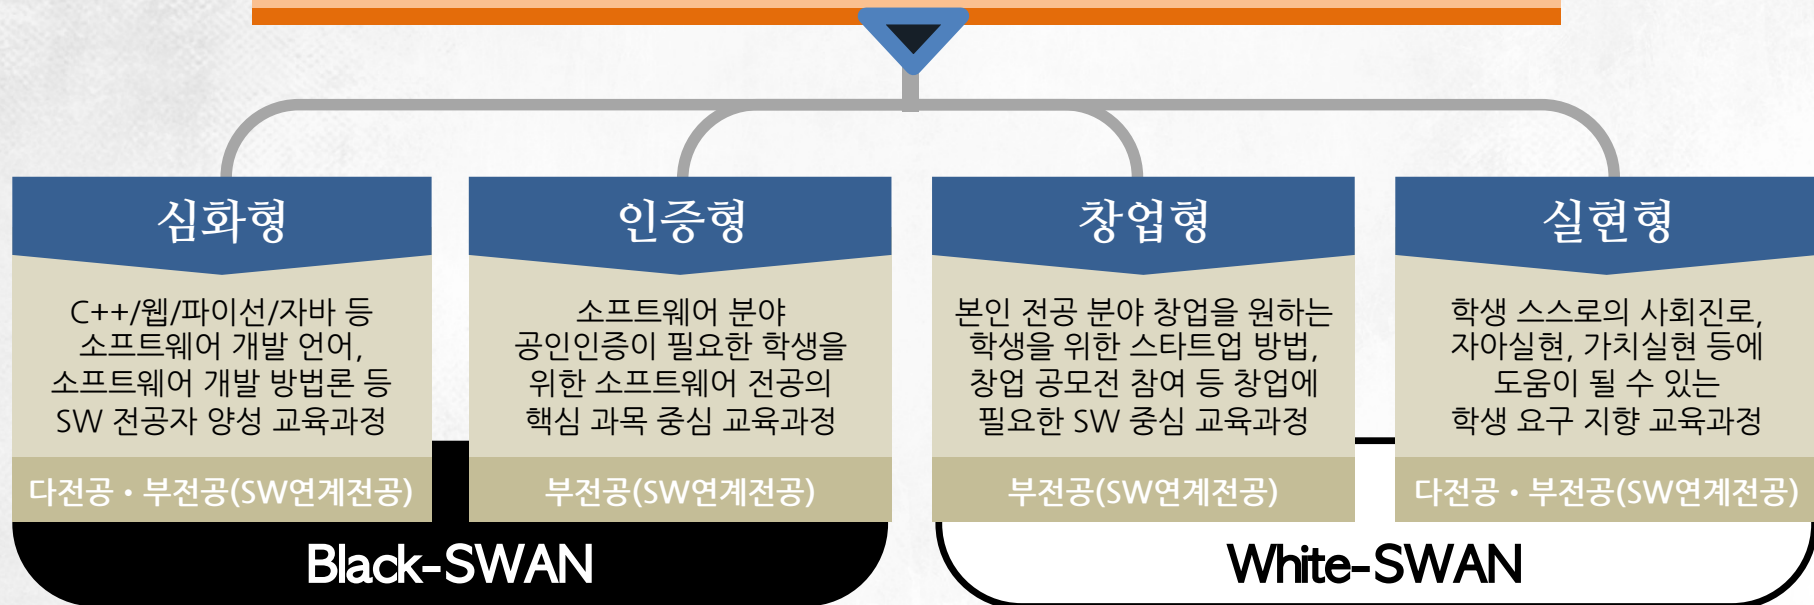 심화형
C++/웹/파이선/자바 등
소프트웨어 개발 언어,
소프트웨어 개발 방법론 등
SW 전공자 양성 교육과정
다전공・부전공(SW연계전공)
인증형
소프트웨어 분야
공인인증이 필요한 학생을
위한 소프트웨어 전공의
핵심 과목 중심 교육과정
부전공(SW연계전공)
Black-SWAN
창업형
본인 전공 분야 창업을 원하는
학생을 위한 스타트업 방법,
창업 공모전 참여 등 창업에
필요한 SW 중심 교육과정
부전공(SW연계전공)
실현형
학생 스스로의 사회진로,
자아실현, 가치실현 등에
도움이 될 수 있는
학생 요구 지향 교육과정
다전공・부전공(SW연계전공)
White-SWAN